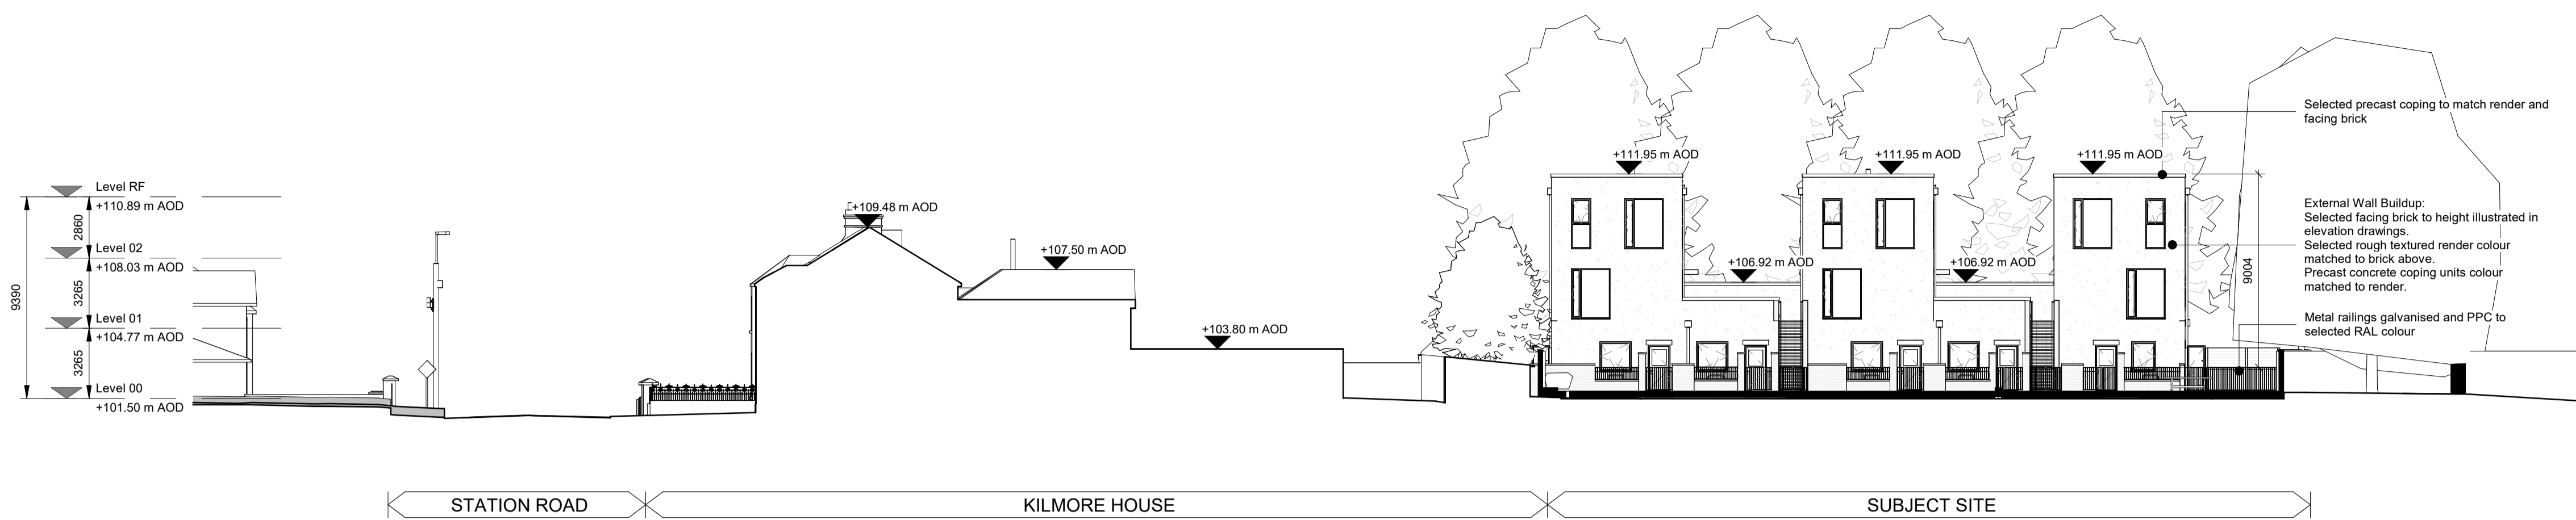 Level RF
+110.89 m AOD
2860
Level 02
+108.03 m AOD
3265
9390
Level 01
+104.77 m AOD
3265
Level 00
+101.50 m AOD
+109.48 m AOD
+107.50 m AOD
+103.80 m AOD
+111.95 m AOD
+106.92 m AOD
+111.95 m AOD
+106.92 m AOD
+111.95 m AOD
9004
Selected precast coping to match render and
facing brick
External Wall Buildup:
Selected facing brick to height illustrated in
elevation drawings.
Selected rough textured render colour
matched to brick above.
Precast concrete coping units colour
matched to render.
Metal railings galvanised and PPC to
selected RAL colour
STATION ROAD
KILMORE HOUSE
SUBJECT SITE